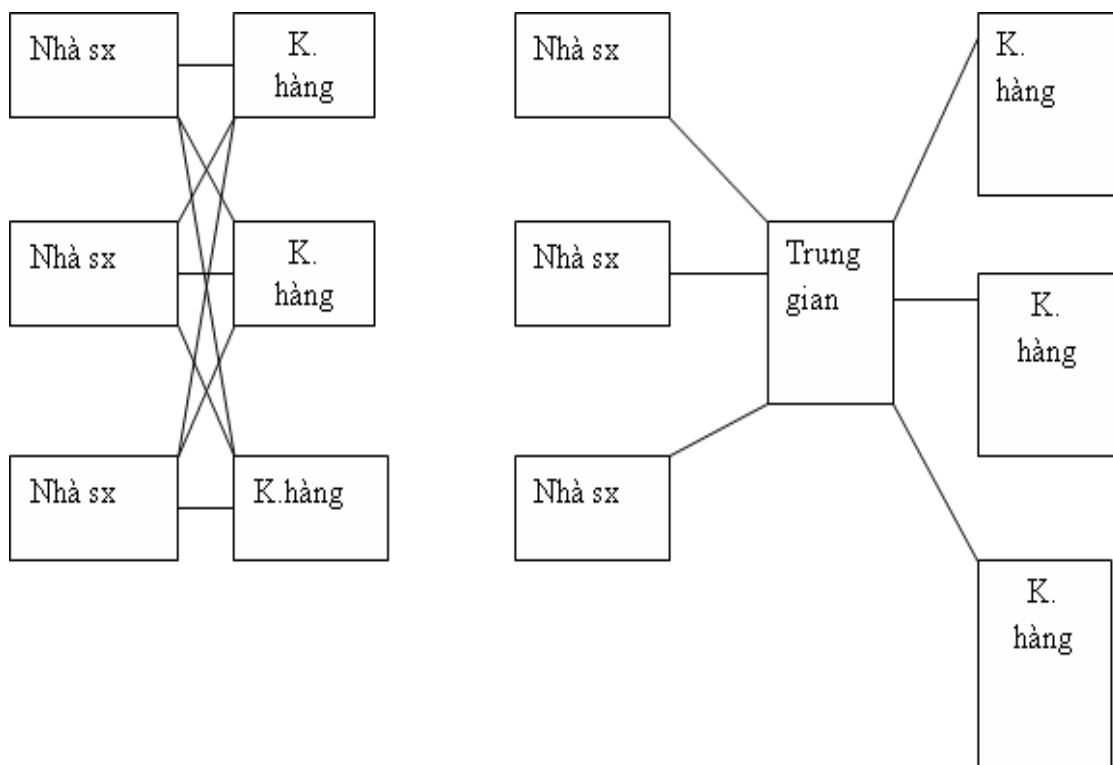 Nhà sx
K.
hàng
Nhà sx
K.
hàng
Nhà sx
K.hàng
Nhà sx
Nhà sx
Nhà sx
Trung
gian
K.
hàng
K.
hàng
K.
hàng